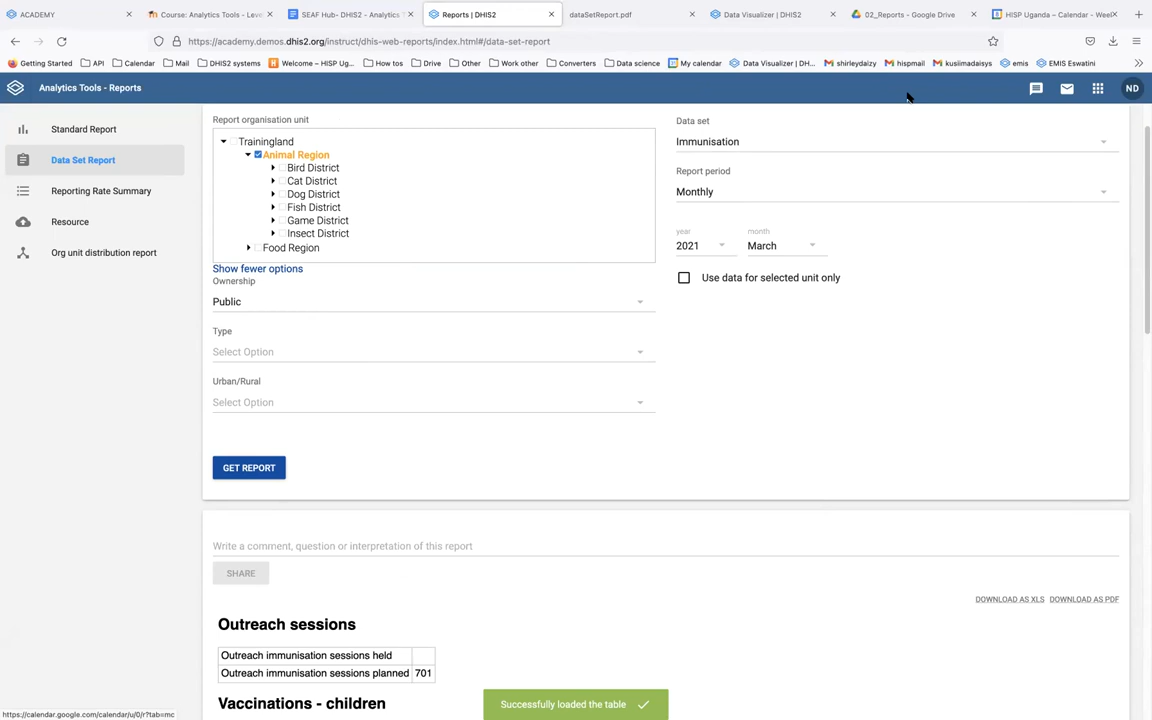 ACADEMY
Course: Analytics Tools - Leve
SEAF Hub- DHIS2 - Analytics T
Reports | DHIS2
dataSetReport.pdf
Data Visualizer | DHIS2
02_Reports - Google Drive
HISP Uganda – Calendar - Weel
https://academy.demos.dhis2.org/instruct/dhis-web-reports/index.html#/data-set-report
Getting Started
API
Calendar
Mail
DHIS2 systems
Welcome – HISP Ug...
How tos
Drive
Other
Work other
Converters
Data science
My calendar
Data Visualizer | DH...
shirleydaizy
hispmail
kusiimadaisys
emis
EMIS Eswatini
Analytics Tools - Reports
ND
Standard Report
Data Set Report
Reporting Rate Summary
Resource
Org unit distribution report
Report organisation unit
Trainingland
Animal Region
Bird District
Cat District
Dog District
Fish District
Game District
Insect District
Food Region
Show fewer options
Ownership
Public
Type
Select Option
Urban/Rural
Select Option
GET REPORT
Data set
Immunisation
Report period
Monthly
year
2021
month
March
Use data for selected unit only
Write a comment, question or interpretation of this report
SHARE
DOWNLOAD AS XLS DOWNLOAD AS PDF
Outreach sessions
Outreach immunisation sessions held
Outreach immunisation sessions planned 701
Vaccinations - children
Successfully loaded the table
https://calendar.google.com/calendar/u/0/r?tab=mc